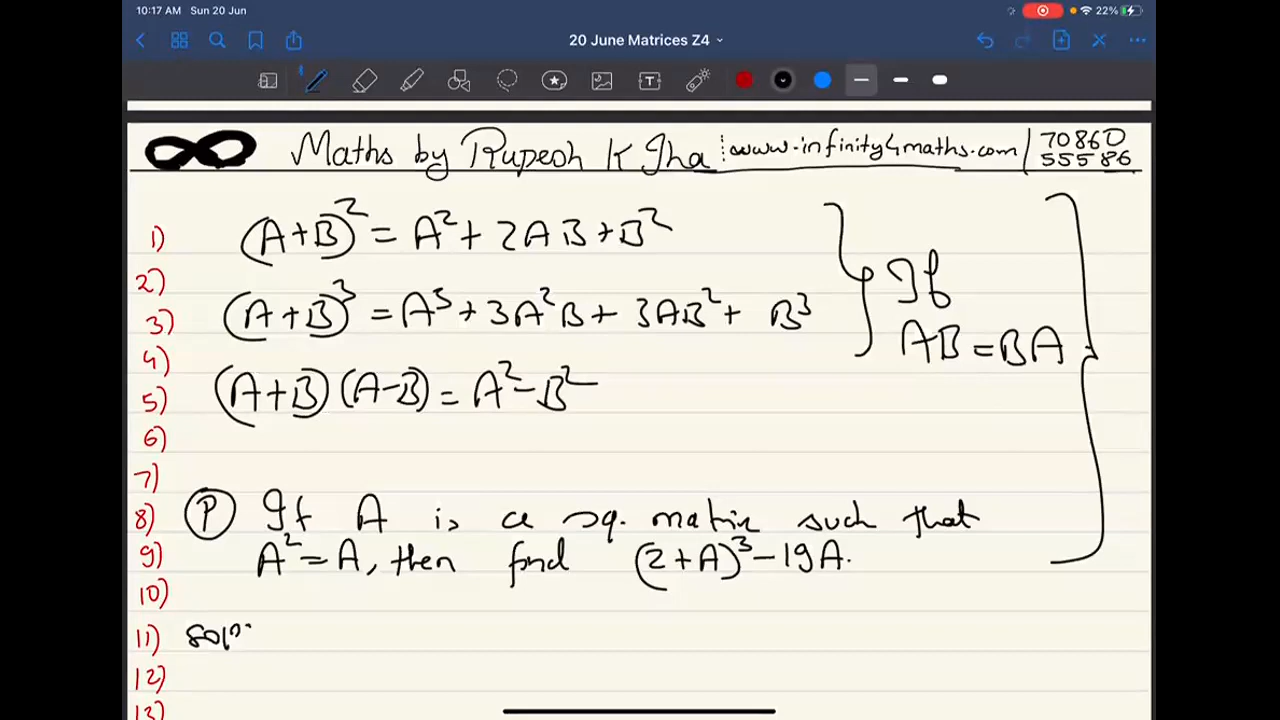 10:17 AM Sun 20 Jun 22%
20 June Matrices Z4
Maths by Rupesh K Jha www.infinity4maths.com 70860 55586
1) (A+B)² = A² + 2AB + B²
2)
3) (A+B)³ = A³ + 3A²B + 3AB² + B³
If
AB = BA
4)
5) (A+B)(A-B) = A² - B²
6)
7)
8) P If A is a sq. matrix such that
9) A² = A, then find (2+A)³ - 19A.
10)
11) Sol?:
12)
13)